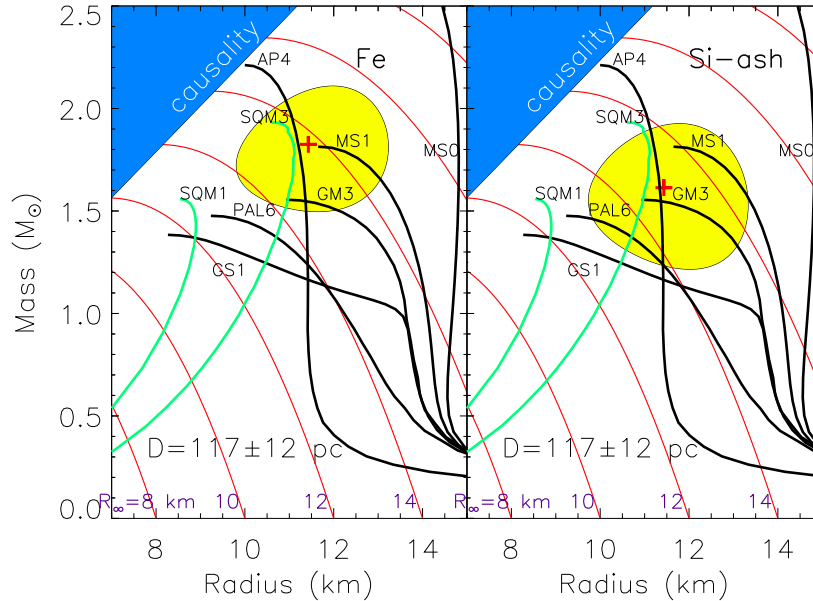 2.5
2.0
1.5
1.0
0.5
0.0
Mass (M⊙)
causality
AP4
Fe
SQM3
MS1
MS0
SQM1
PAL6
GM3
GS1
D=117±12 pc
R∞=8 km 10 12 14
8 10 12 14
Radius (km)
causality
AP4
Si-ash
SQM3
MS1
MS0
SQM1
PAL6
GM3
GS1
D=117±12 pc
R∞=8 km 10 12 14
8 10 12 14
Radius (km)